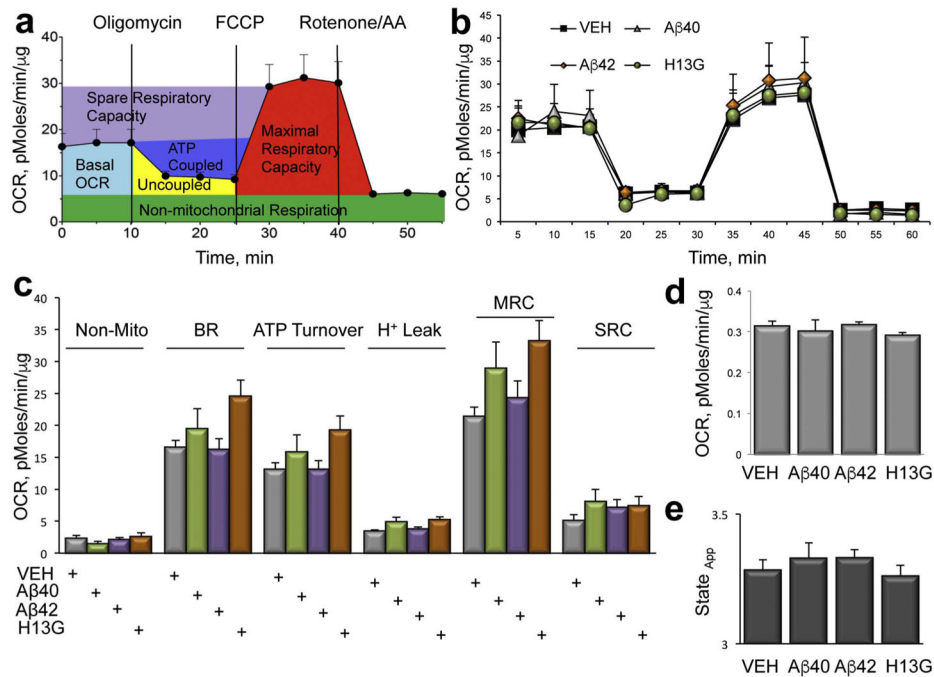 a
Oligomycin FCCP Rotenone/AA
OCR, pMoles/min/µg
40
30
20
10
0
Spare Respiratory
Capacity
Basal
OCR
ATP
Coupled
Uncoupled
Maximal
Respiratory
Capacity
Non-mitochndrial Respiration
0 10 20 30 40 50
Time, min
b
OCR, pMoles/min/µg
40
35
30
25
20
15
10
5
0
VEH Aβ40
Aβ42 H13G
5 10 15 20 25 30 35 40 45 50 55 60
Time, min
c
OCR, pMoles/min/µg
40
35
30
25
20
15
10
5
0
Non-Mito BR ATP Turnover H⁺ Leak MRC SRC
VEH + + + + + +
Aβ40 + + + + + +
Aβ42 + + + + + +
H13G + + + + + +
d
OCR, pMoles/min/µg
0.4
0.3
0.2
0.1
0
VEH Aβ40 Aβ42 H13G
e
State App
3.5
3
VEH Aβ40 Aβ42 H13G